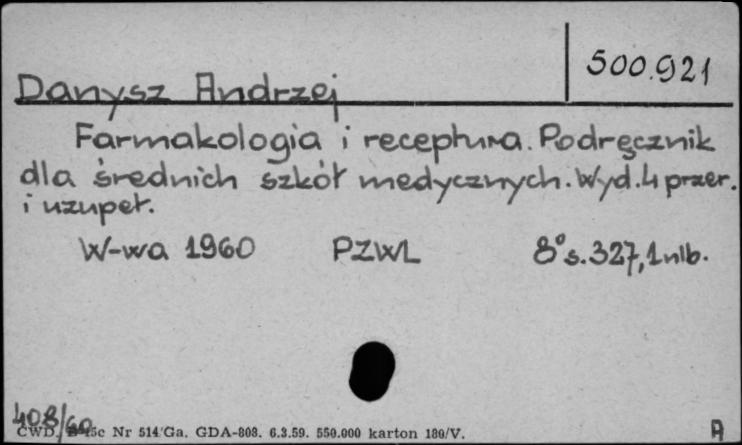 500.921
Danysz Andrzej
Farmakologia i receptura. Podręcznik
dla średnich szkół medycznych. Wyd. 4 przer.
i uzupeł.
W-wa 1960 PZWL 8° s. 327, 1 nlb.
408/60
CWD. Nr 514/Ga. GDA-808. 6.3.59. 550.000 karton 180/V.
A